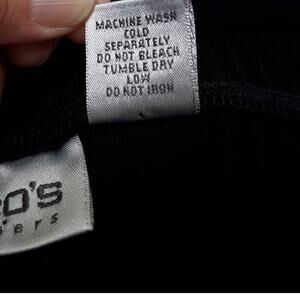 MACHINE WASH
COLD
SEPARATELY
DO NOT BLEACH
TUMBLE DRY
LOW
DO NOT IRON